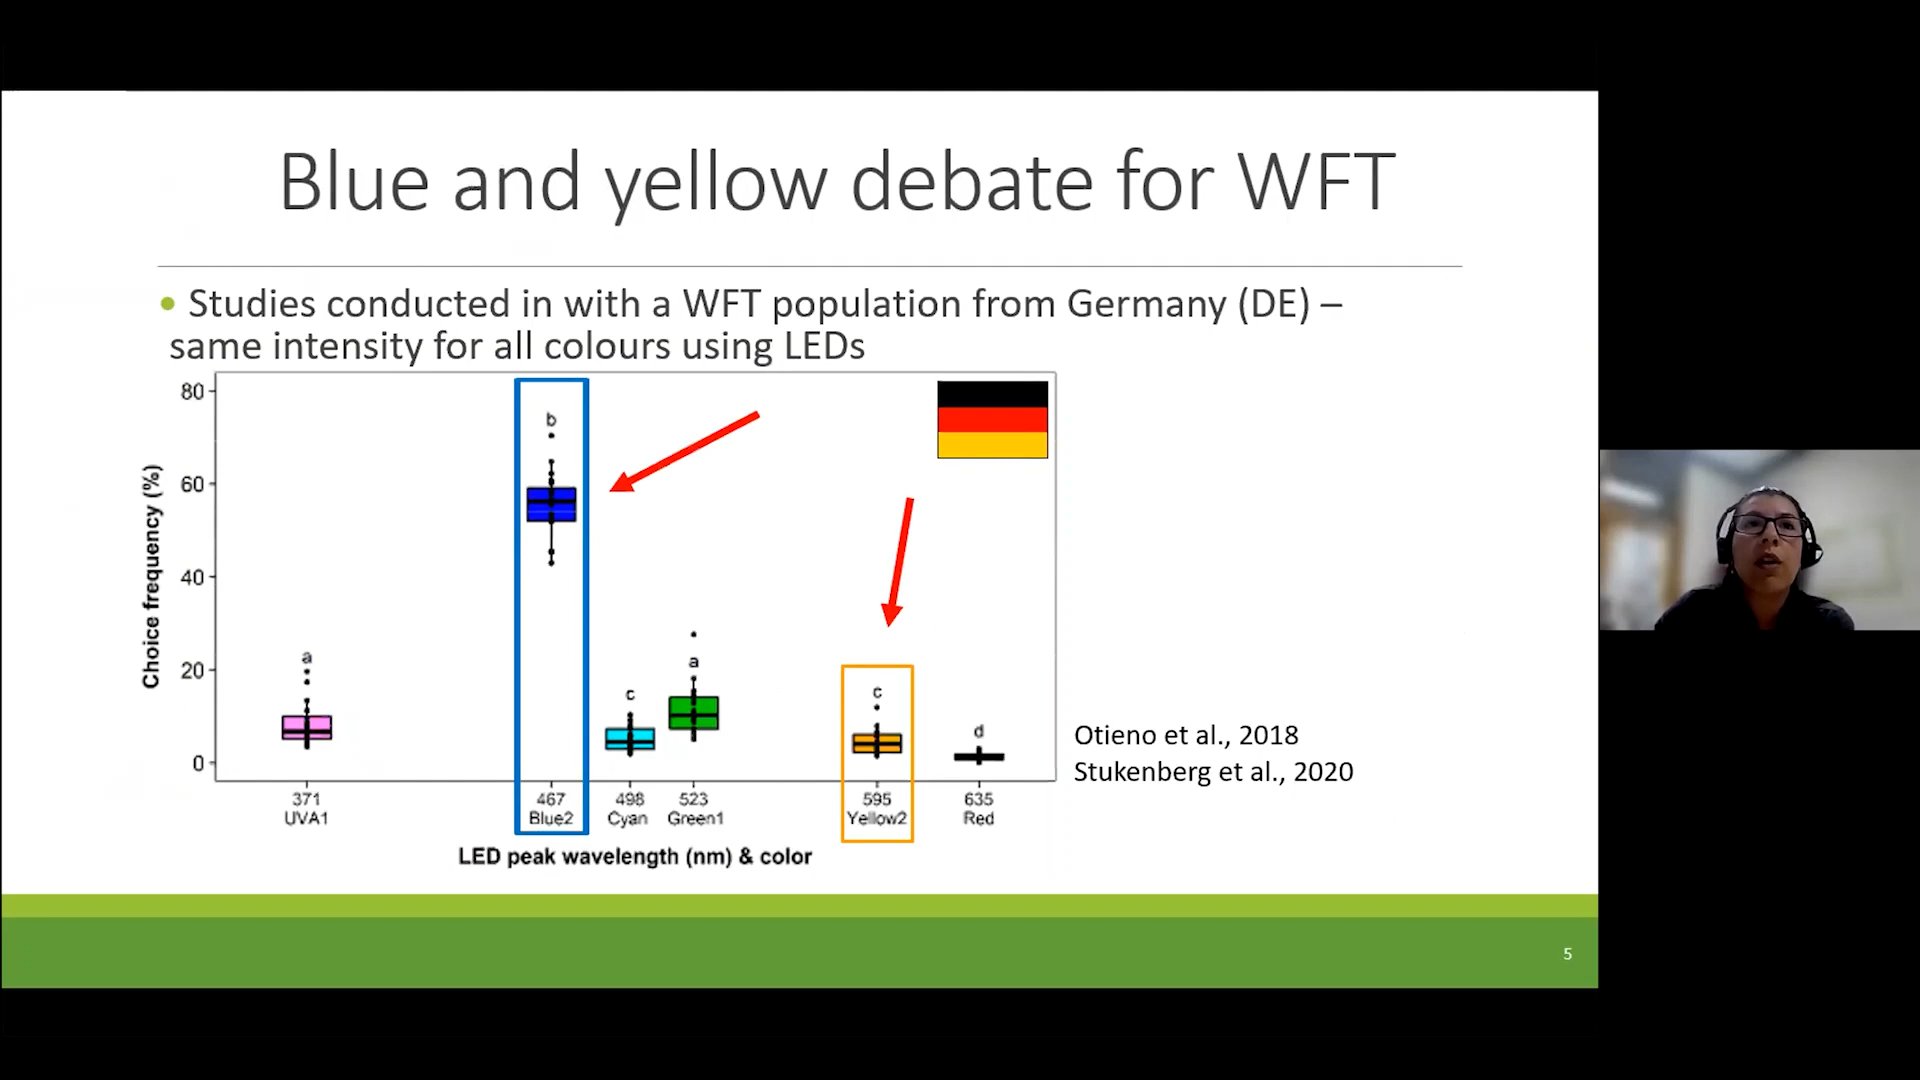 Blue and yellow debate for WFT
• Studies conducted in with a WFT population from Germany (DE) –
same intensity for all colours using LEDs
Choice frequency (%)
80
60
40
20
0
a
b
c
a
c
d
371
UVA1
467
Blue2
498
Cyan
523
Green1
595
Yellow2
635
Red
LED peak wavelength (nm) & color
Otieno et al., 2018
Stukenberg et al., 2020
5